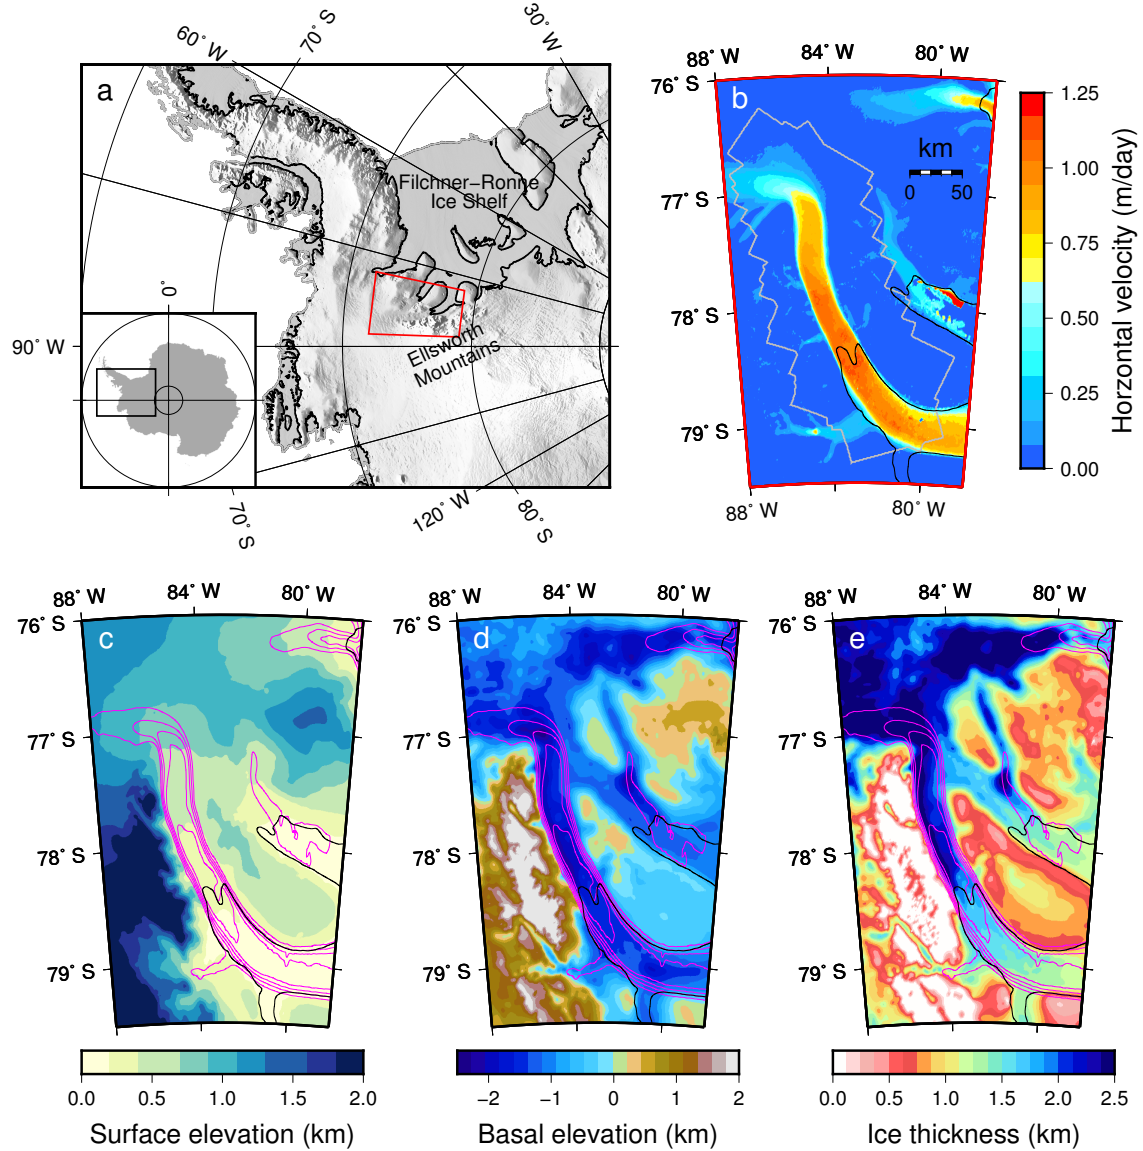 60° W
70° S
30° W
a
Filchner−Ronne
Ice Shelf
Ellsworth
Mountains
0°
90° W
70° S
120° W
80° S
88° W
84° W
80° W
76° S
77° S
78° S
79° S
88° W
80° W
b
km
0
50
1.25
1.00
0.75
0.50
0.25
0.00
Horzontal velocity (m/day)
88° W
84° W
80° W
76° S
77° S
78° S
79° S
c
0.0
0.5
1.0
1.5
2.0
Surface elevation (km)
88° W
84° W
80° W
76° S
77° S
78° S
79° S
d
−2
−1
0
1
2
Basal elevation (km)
88° W
84° W
80° W
76° S
77° S
78° S
79° S
e
0.0
0.5
1.0
1.5
2.0
2.5
Ice thickness (km)